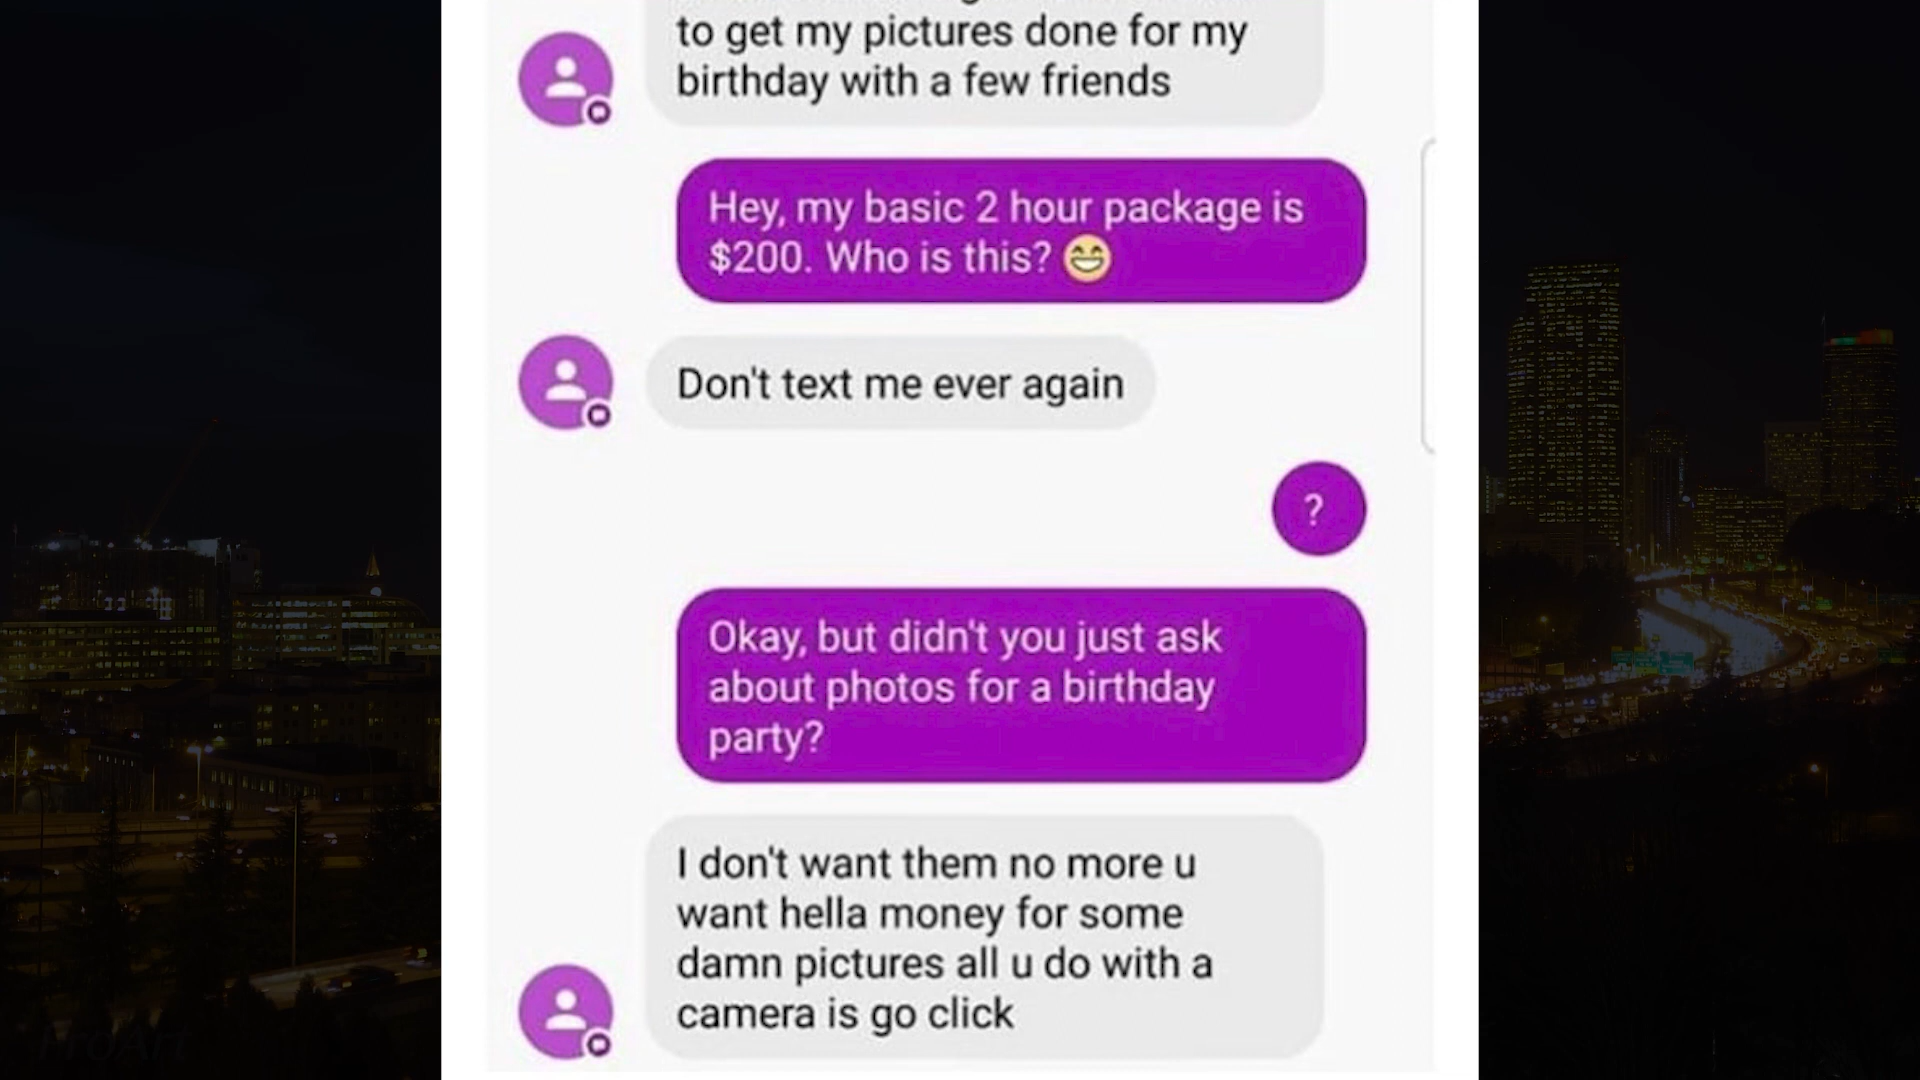 to get my pictures done for my
birthday with a few friends
Hey, my basic 2 hour package is
$200. Who is this? 😁
Don't text me ever again
?
Okay, but didn't you just ask
about photos for a birthday
party?
I don't want them no more u
want hella money for some
damn pictures all u do with a
camera is go click